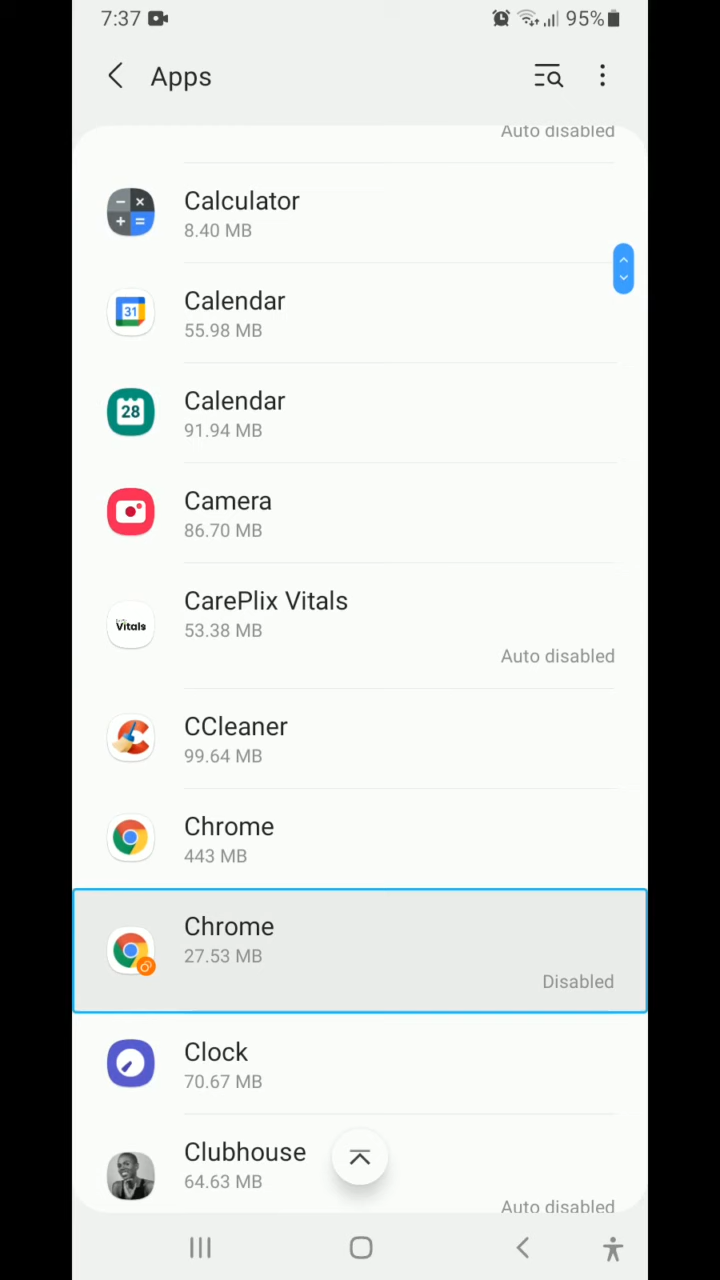 7:37
95%
Apps
Auto disabled
Calculator
8.40 MB
31
Calendar
55.98 MB
28
Calendar
91.94 MB
Camera
86.70 MB
Vitals
CarePlix Vitals
53.38 MB
Auto disabled
CCleaner
99.64 MB
Chrome
443 MB
Chrome
27.53 MB
Disabled
Clock
70.67 MB
Clubhouse
64.63 MB
Auto disabled